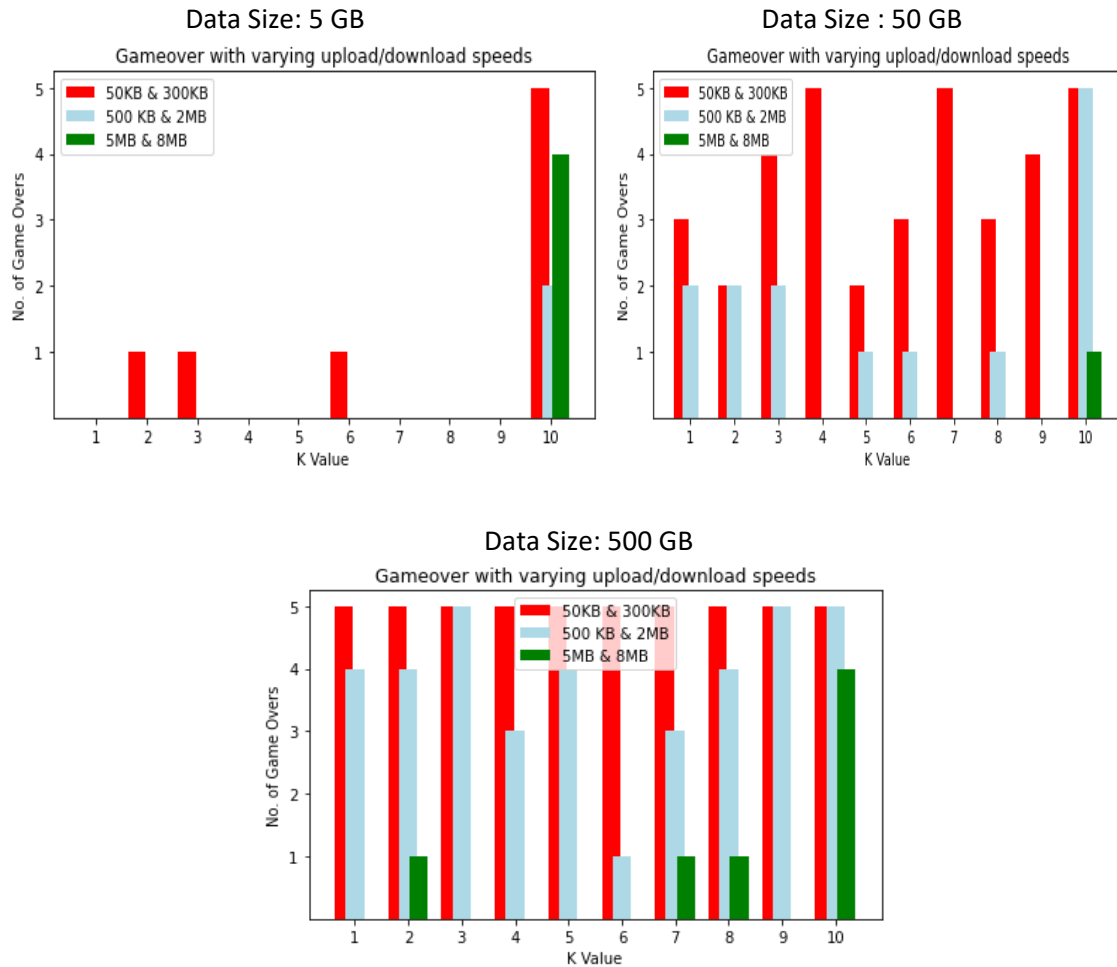 Data Size: 5 GB
Gameover with varying upload/download speeds
50KB & 300KB
500 KB & 2MB
5MB & 8MB
No. of Game Overs
5
4
3
2
1
1 2 3 4 5 6 7 8 9 10
K Value
Data Size : 50 GB
Gameover with varying upload/download speeds
50KB & 300KB
500 KB & 2MB
5MB & 8MB
No. of Game Overs
5
4
3
2
1
1 2 3 4 5 6 7 8 9 10
K Value
Data Size: 500 GB
Gameover with varying upload/download speeds
50KB & 300KB
500 KB & 2MB
5MB & 8MB
No. of Game Overs
5
4
3
2
1
1 2 3 4 5 6 7 8 9 10
K Value